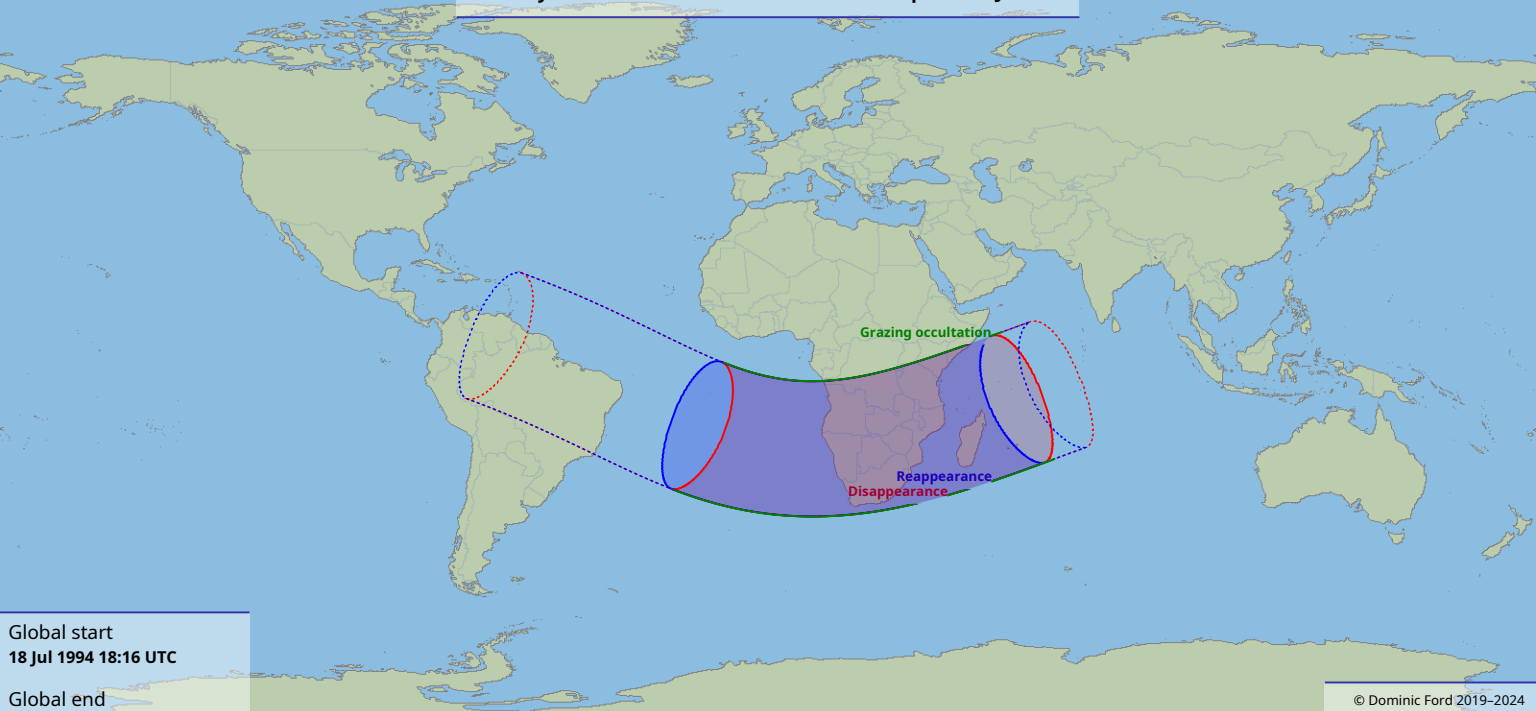 Grazing occultation
Reappearance
Disappearance
Global start
18 Jul 1994 18:16 UTC
Global end
© Dominic Ford 2019–2024